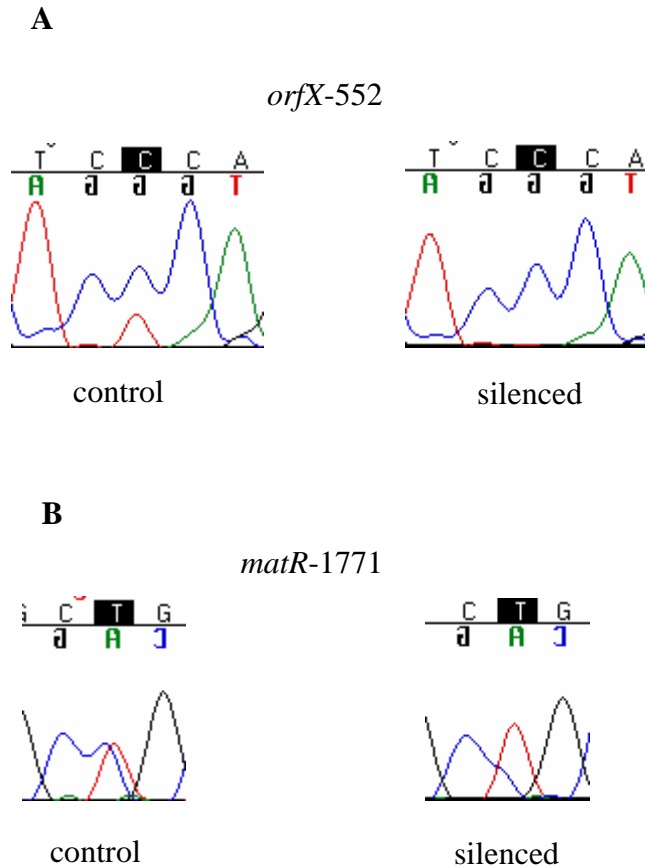 A
orfX-552
T C C C A T C C C A
A G G G T A G G G T
control silenced
B
matR-1771
C T G C T G
G A C G A C
control silenced